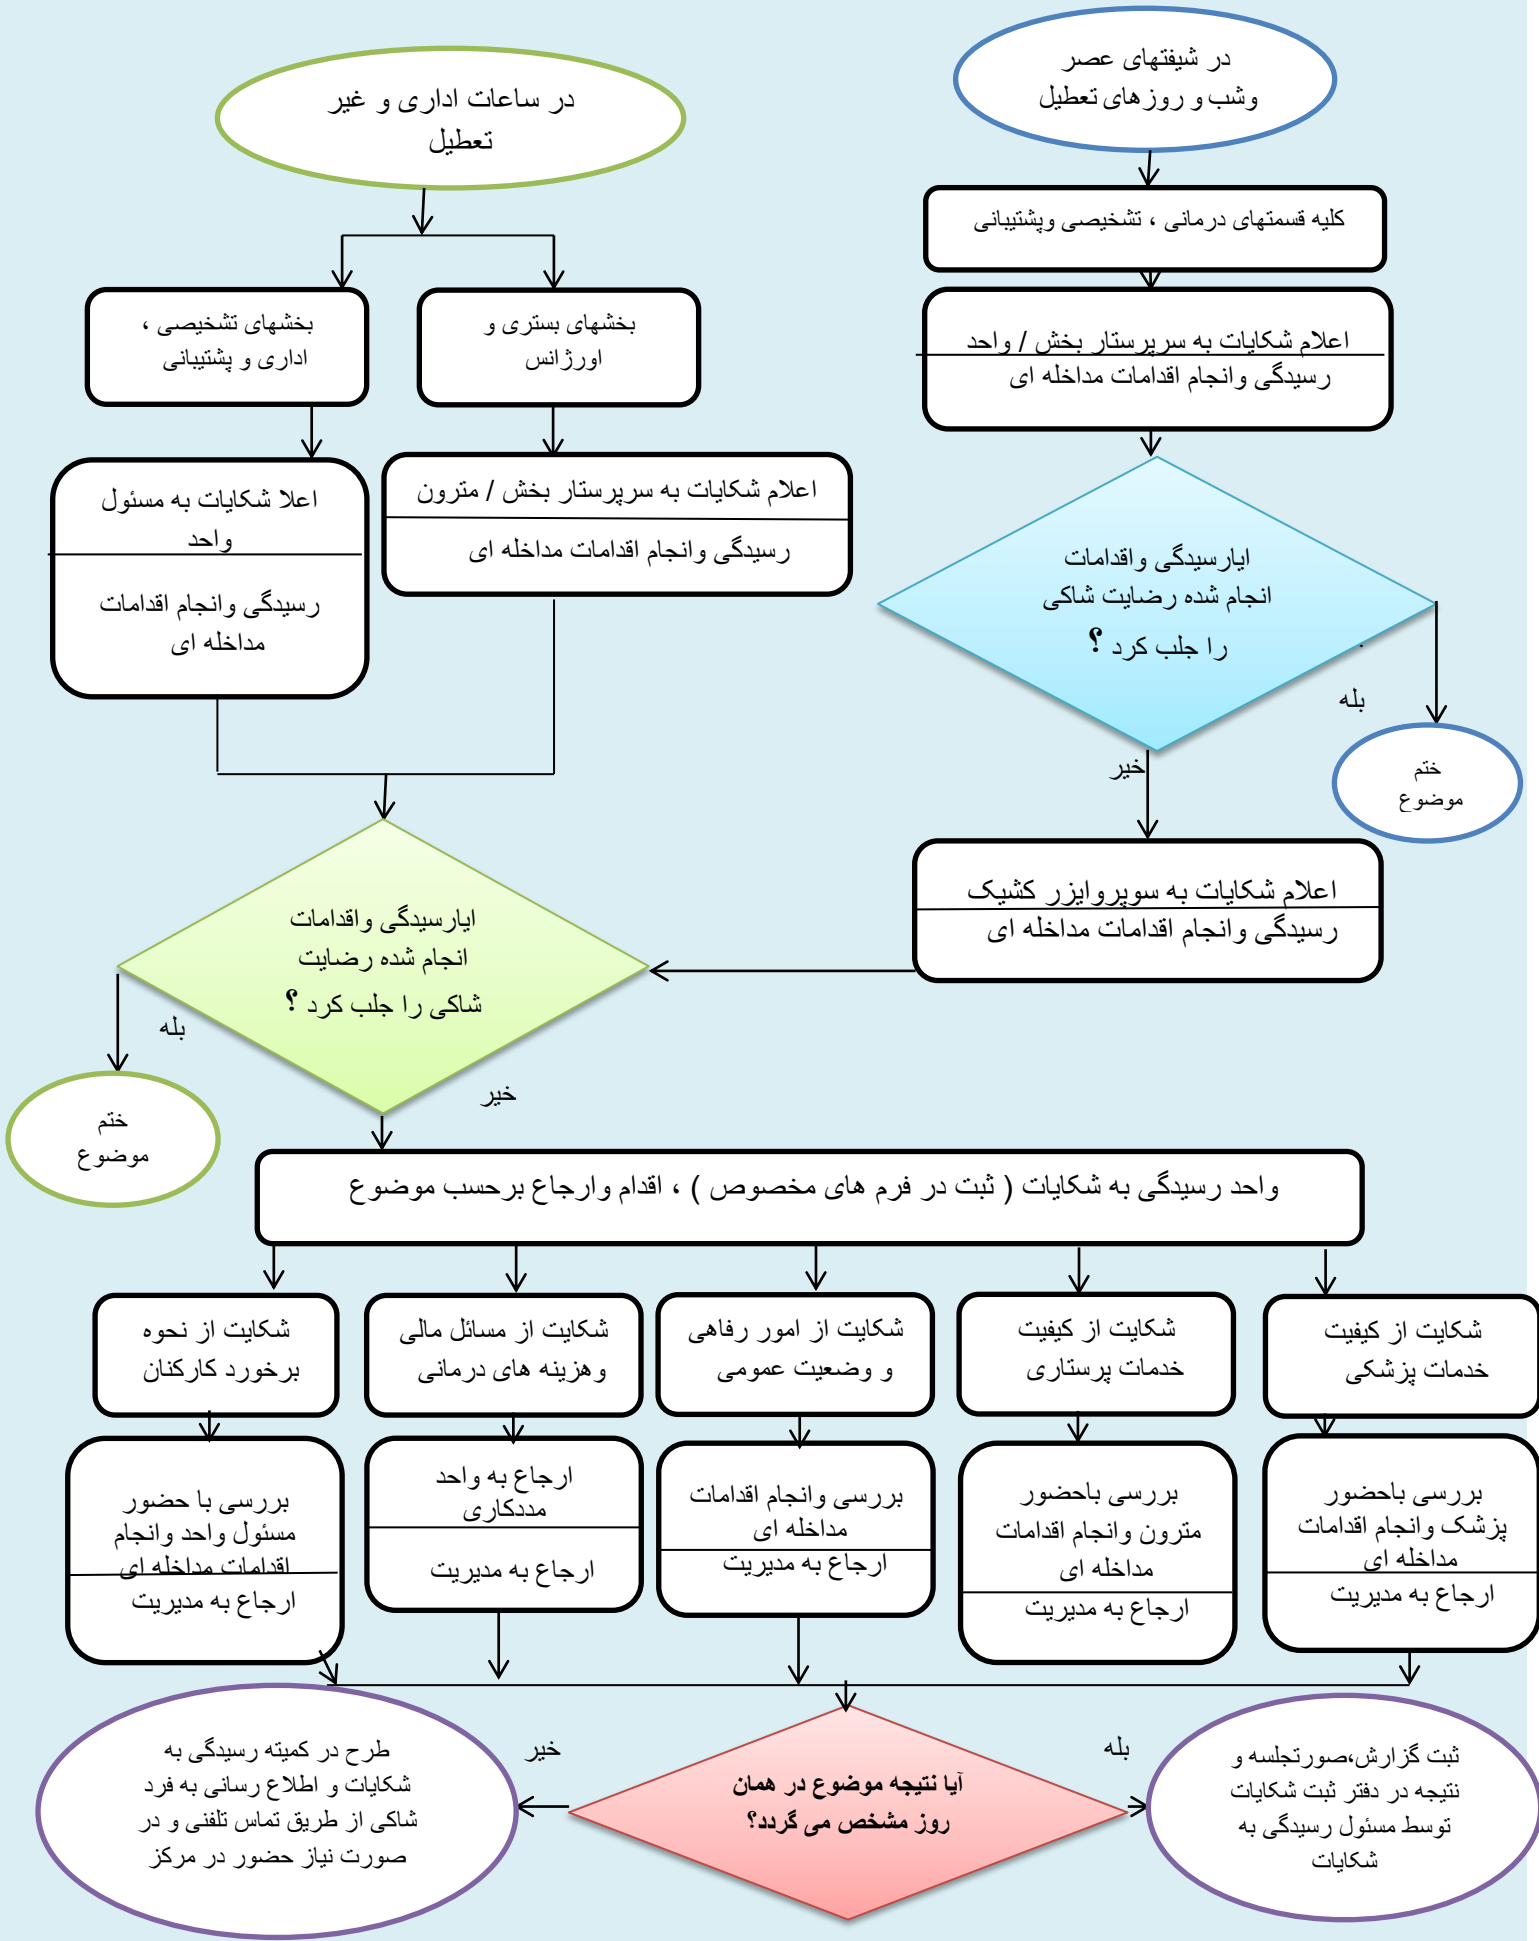 در شیفتهای عصر
وشب و روزهای تعطیل
در ساعات اداری و غیر
تعطیل
کلیه قسمتهای درمانی ، تشخیصی وپشتیبانی
اعلام شکایات به سرپرستار بخش / واحد
رسیدگی وانجام اقدامات مداخله ای
بخشهای بستری و
اورژانس
بخشهای تشخیصی ،
اداری و پشتیبانی
اعلام شکایات به سرپرستار بخش / مترون
رسیدگی وانجام اقدامات مداخله ای
اعلا شکایات به مسئول
واحد
رسیدگی وانجام اقدامات
مداخله ای
ایارسیدگی واقدامات
انجام شده رضایت شاکی
را جلب کرد ؟
.
بله
ختم
موضوع
خیر
اعلام شکایات به سوپروایزر کشیک
رسیدگی وانجام اقدامات مداخله ای
ایارسیدگی واقدامات
انجام شده رضایت
شاکی را جلب کرد ؟
بله
خیر
ختم
موضوع
واحد رسیدگی به شکایات ( ثبت در فرم های مخصوص ) ، اقدام وارجاع برحسب موضوع
شکایت از کیفیت
خدمات پزشکی
شکایت از کیفیت
خدمات پرستاری
شکایت از امور رفاهی
و وضعیت عمومی
شکایت از مسائل مالی
وهزینه های درمانی
شکایت از نحوه
برخورد کارکنان
بررسی باحضور
پزشک وانجام اقدامات
مداخله ای
ارجاع به مدیریت
بررسی باحضور
مترون وانجام اقدامات
مداخله ای
ارجاع به مدیریت
بررسی وانجام اقدامات
مداخله ای
ارجاع به مدیریت
ارجاع به واحد
مددکاری
ارجاع به مدیریت
بررسی با حضور
مسئول واحد وانجام
اقدامات مداخله ای
ارجاع به مدیریت
ثبت گزارش،صورتجلسه و
نتیجه در دفتر ثبت شکایات
توسط مسئول رسیدگی به
شکایات
بله
آیا نتیجه موضوع در همان
روز مشخص می گردد؟
خیر
طرح در کمیته رسیدگی به
شکایات و اطلاع رسانی به فرد
شاکی از طریق تماس تلفنی و در
صورت نیاز حضور در مرکز